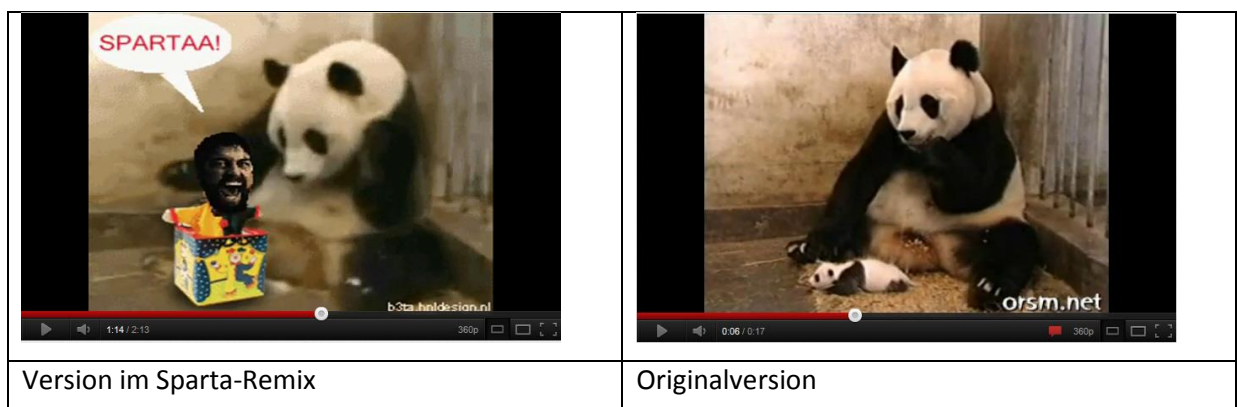 SPARTAA!
b3ta.hnldesign.nl
1:14 / 2:13
360p
orsm.net
0:06 / 0:17
360p
Version im Sparta-Remix
Originalversion